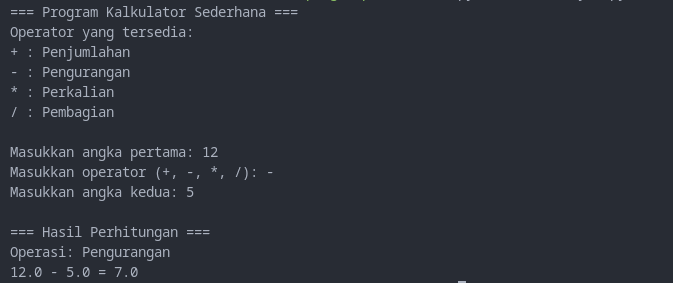 === Program Kalkulator Sederhana ===
Operator yang tersedia:
+ : Penjumlahan
- : Pengurangan
* : Perkalian
/ : Pembagian
Masukkan angka pertama: 12
Masukkan operator (+, -, *, /): -
Masukkan angka kedua: 5
=== Hasil Perhitungan ===
Operasi: Pengurangan
12.0 - 5.0 = 7.0